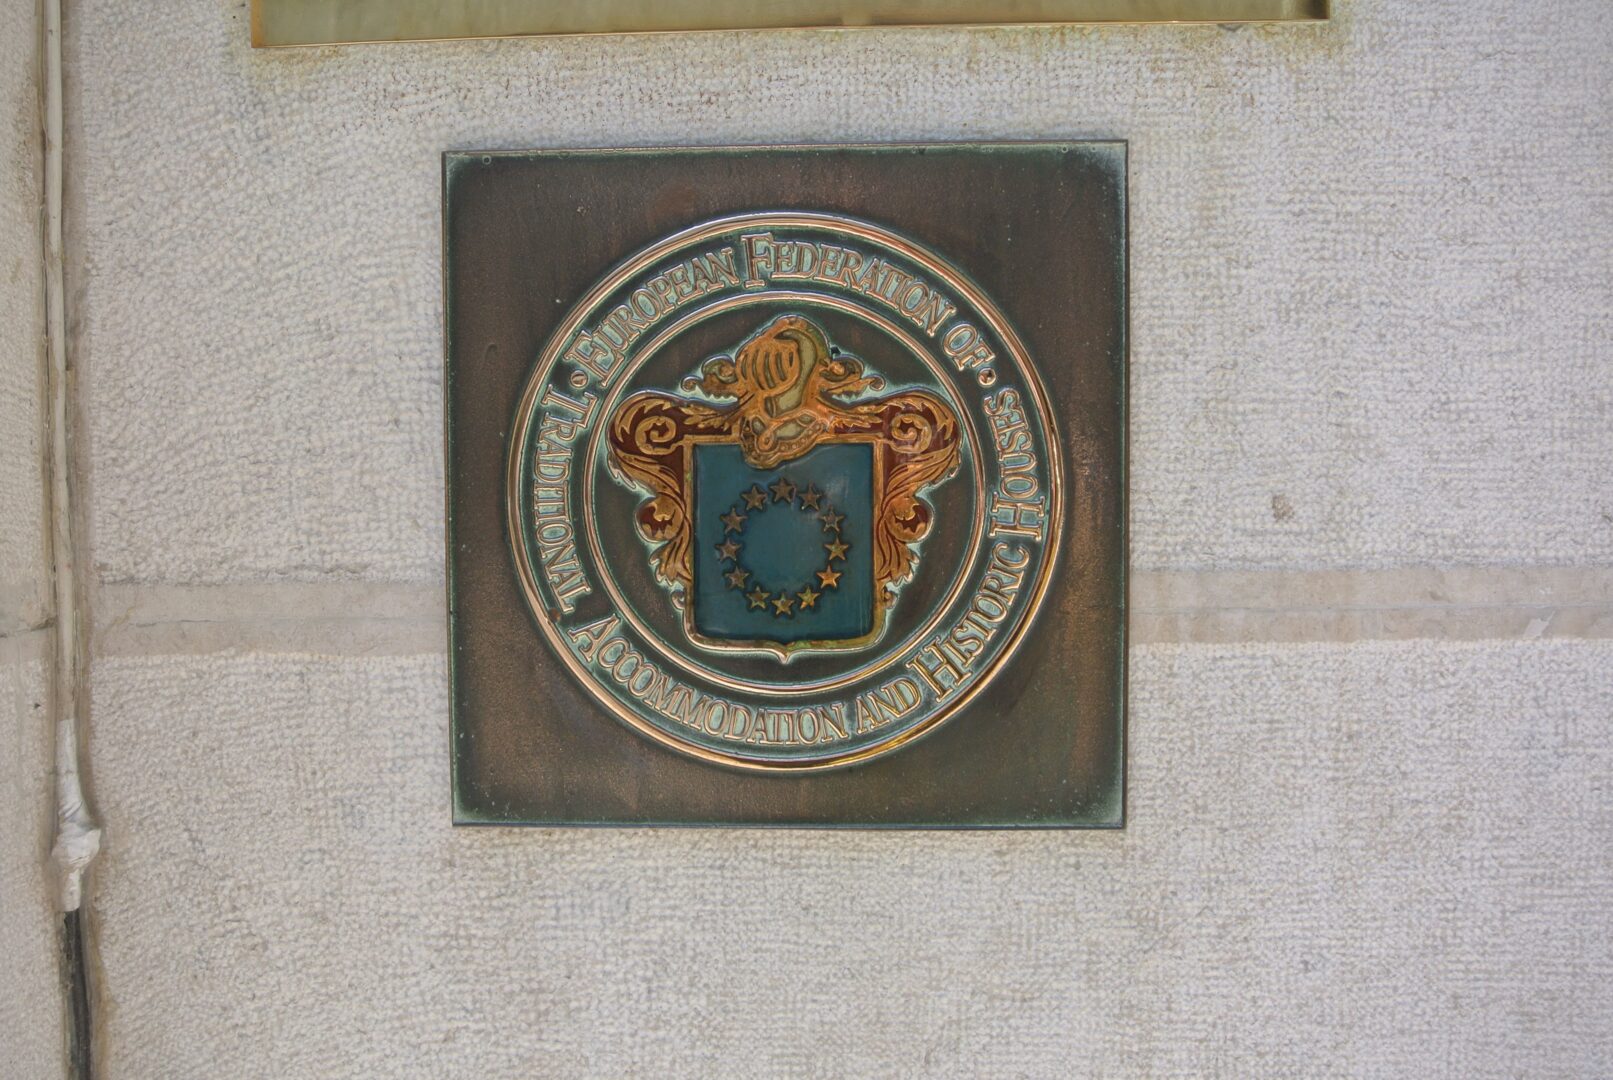 EUROPEAN FEDERATION OF
TRADITIONAL ACCOMMODATION AND HISTORIC HOUSES